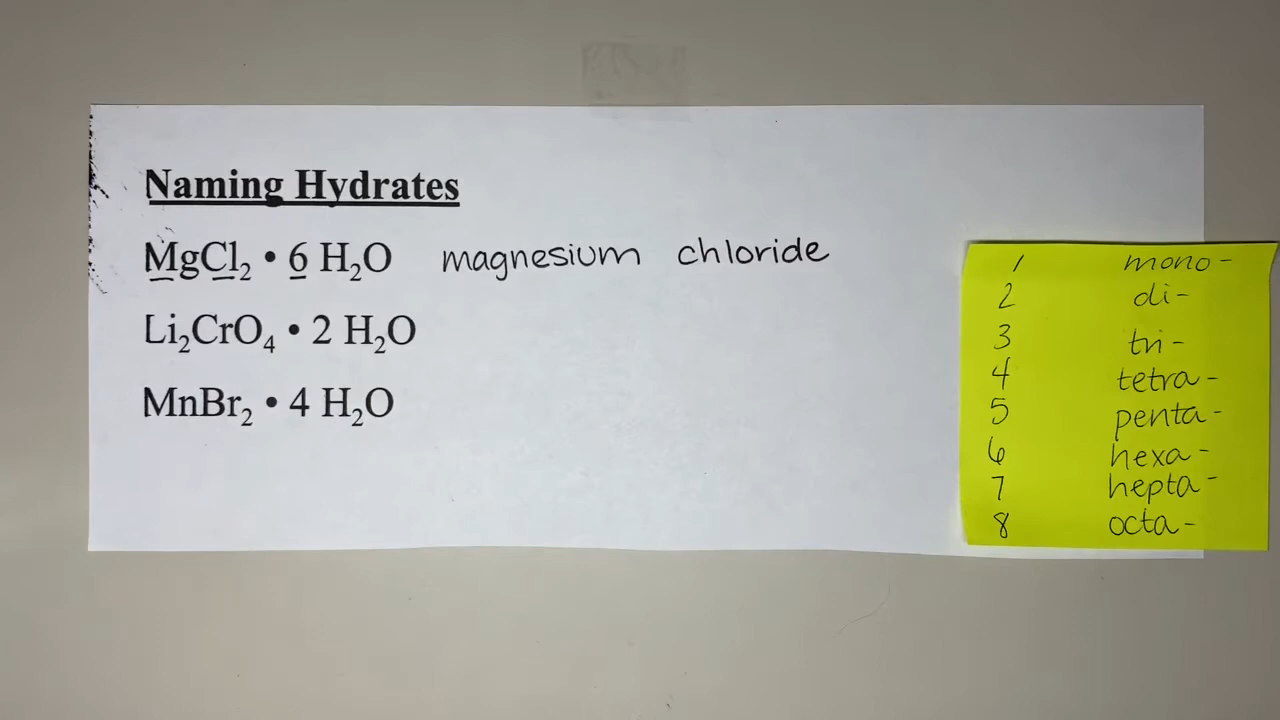 Naming Hydrates
MgCl₂ • 6 H₂O magnesium chloride
Li₂CrO₄ • 2 H₂O
MnBr₂ • 4 H₂O
1 mono-
2 di-
3 tri-
4 tetra-
5 penta-
6 hexa-
7 hepta-
8 octa-